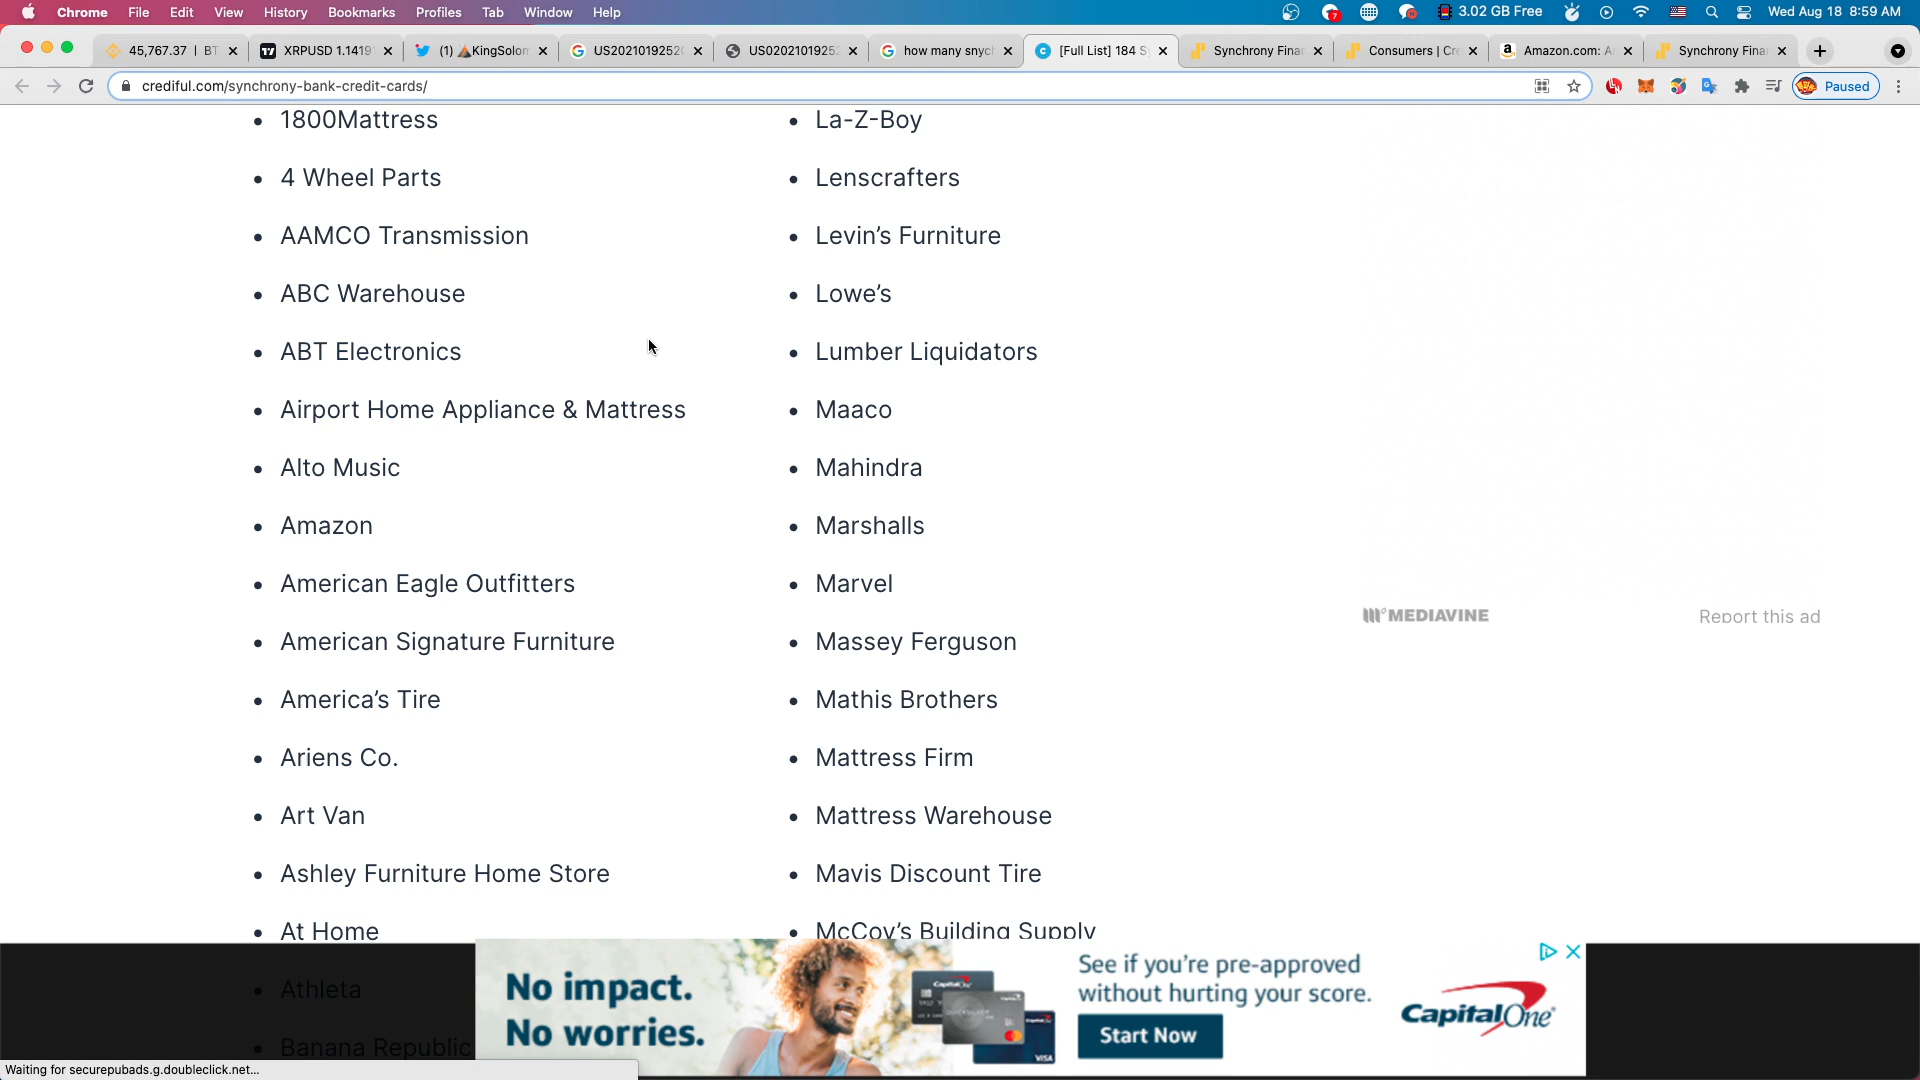 Chrome File Edit View History Bookmarks Profiles Tab Window Help 7 3.02 GB Free Wed Aug 18 8:59 AM
45,767.37 | BT XRPUSD 1.1419 (1) KingSolom US2021019252 US0202101925 how many snyc [Full List] 184 S Synchrony Fina Consumers | Cr Amazon.com: A Synchrony Fina
crediful.com/synchrony-bank-credit-cards/ Paused
1800Mattress
4 Wheel Parts
AAMCO Transmission
ABC Warehouse
ABT Electronics
Airport Home Appliance & Mattress
Alto Music
Amazon
American Eagle Outfitters
American Signature Furniture
America's Tire
Ariens Co.
Art Van
Ashley Furniture Home Store
At Home
Athleta
Banana Republic
La-Z-Boy
Lenscrafters
Levin's Furniture
Lowe's
Lumber Liquidators
Maaco
Mahindra
Marshalls
Marvel
Massey Ferguson
Mathis Brothers
Mattress Firm
Mattress Warehouse
Mavis Discount Tire
McCoy's Building Supply
MEDIAVINE
Report this ad
No impact.
No worries.
See if you're pre-approved
without hurting your score.
Start Now
Capital One
Waiting for securepubads.g.doubleclick.net...